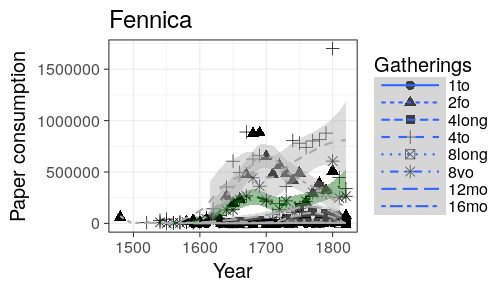 Fennica
Paper consumption
1500000
1000000
500000
0
1500
1600
1700
1800
Year
Gatherings
1to
2fo
4long
4to
8long
8vo
12mo
16mo